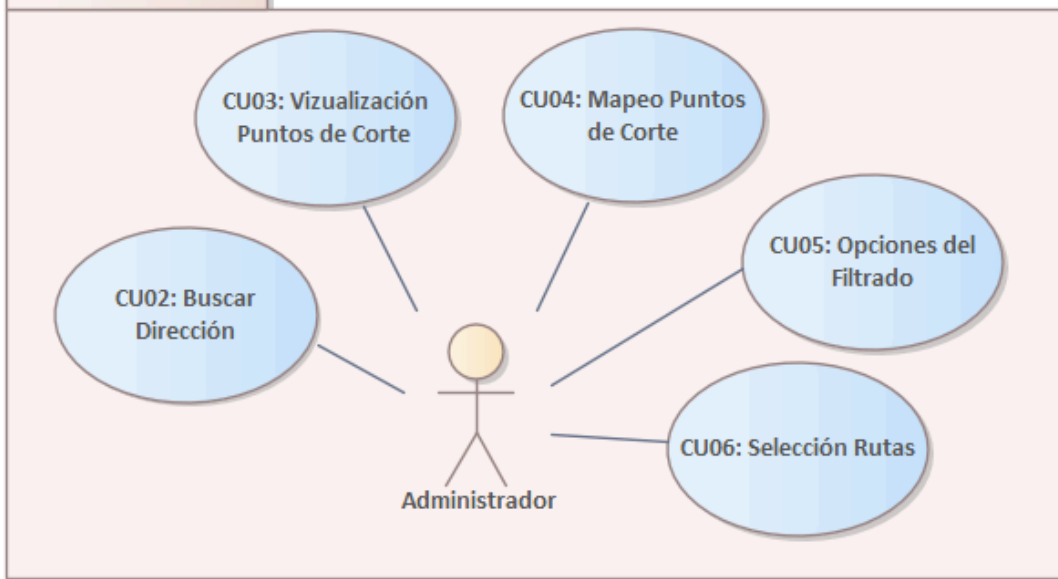 CU03: Vizualización
Puntos de Corte
CU04: Mapeo Puntos
de Corte
CU05: Opciones del
Filtrado
CU02: Buscar
Dirección
CU06: Selección Rutas
Administrador